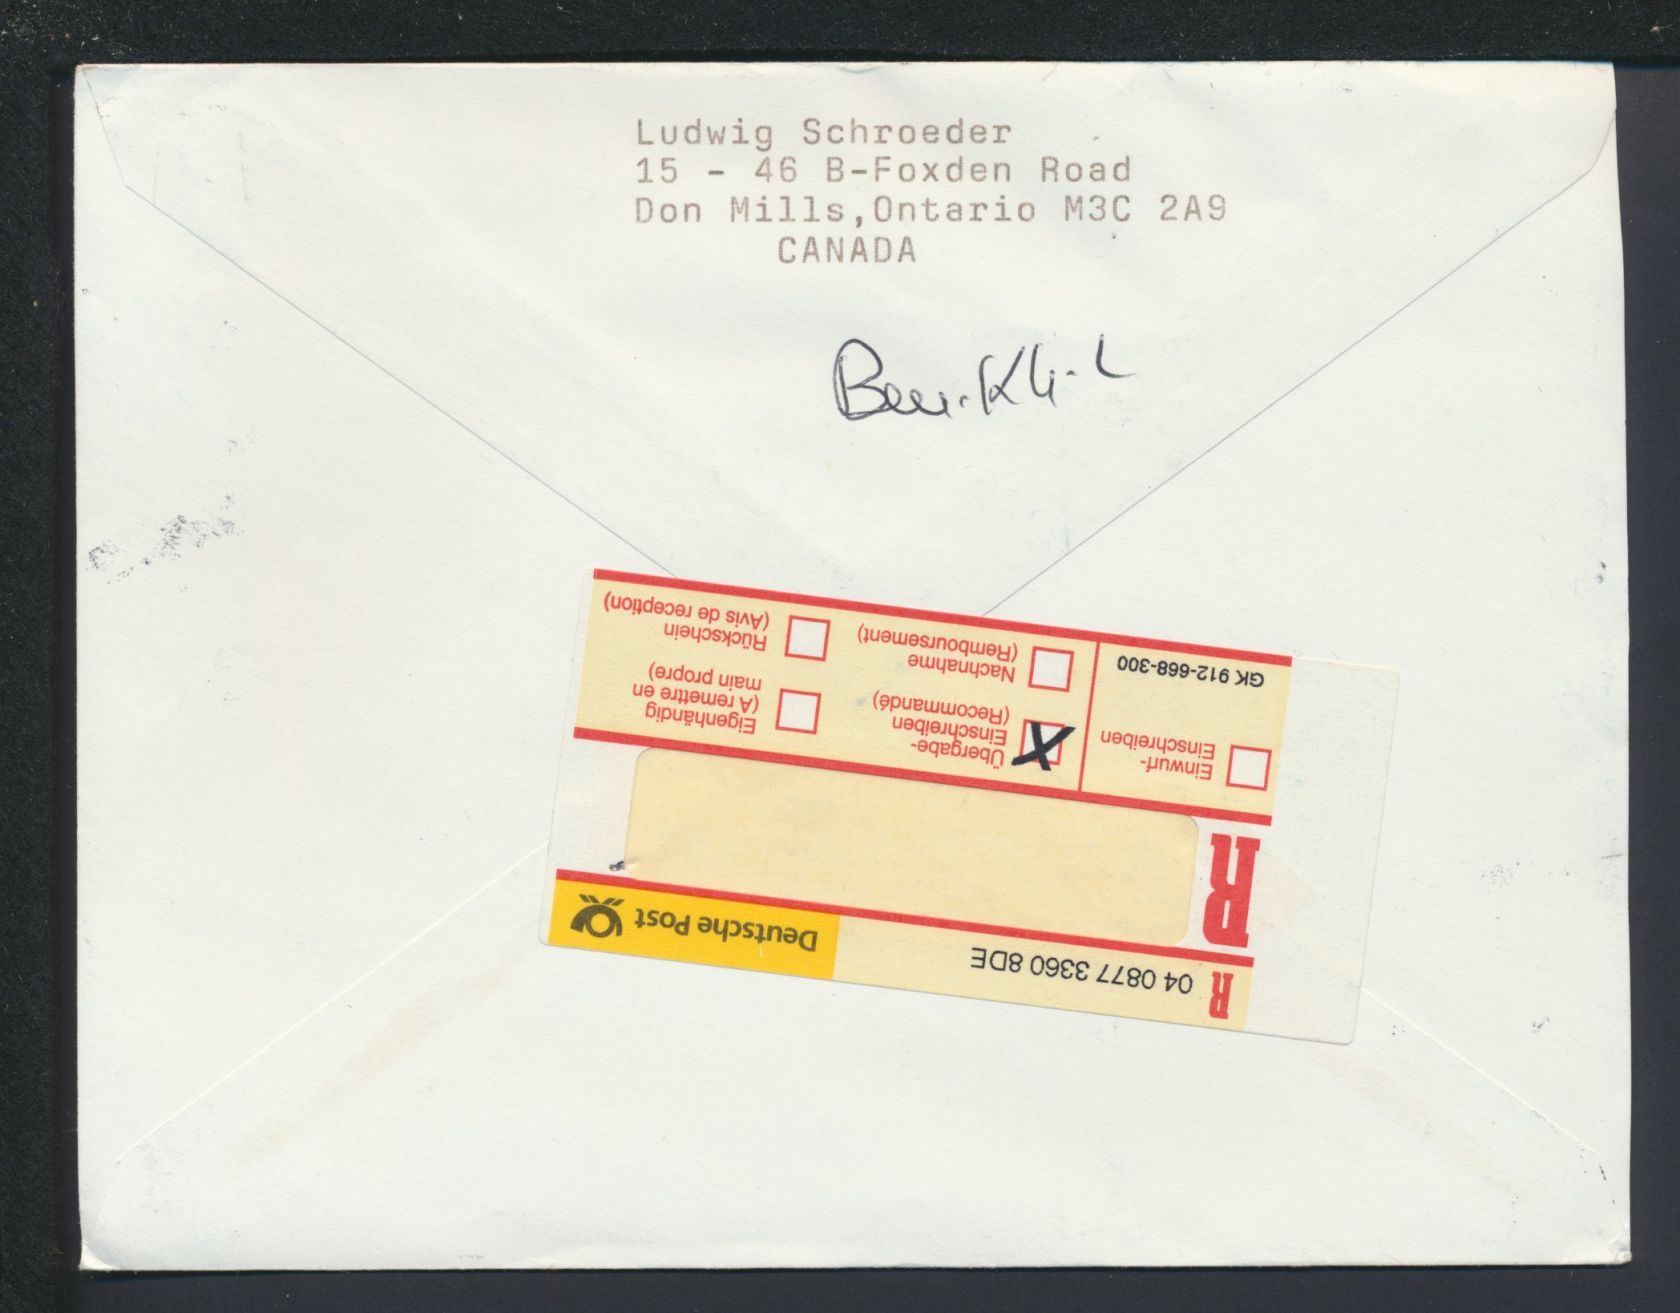 Ludwig Schroeder
15 - 46 B-Foxden Road
Don Mills,Ontario M3C 2A9
CANADA
R 04 0877 3360 8DE
Deutsche Post
R
Einwurf-
Einschreiben
GK 912-668-300
X Übergabe-
Einschreiben
(Recommandé)
Nachnahme
(Remboursement)
Eigenhändig
(A remettre en
main propre)
Rückschein
(Avis de reception)